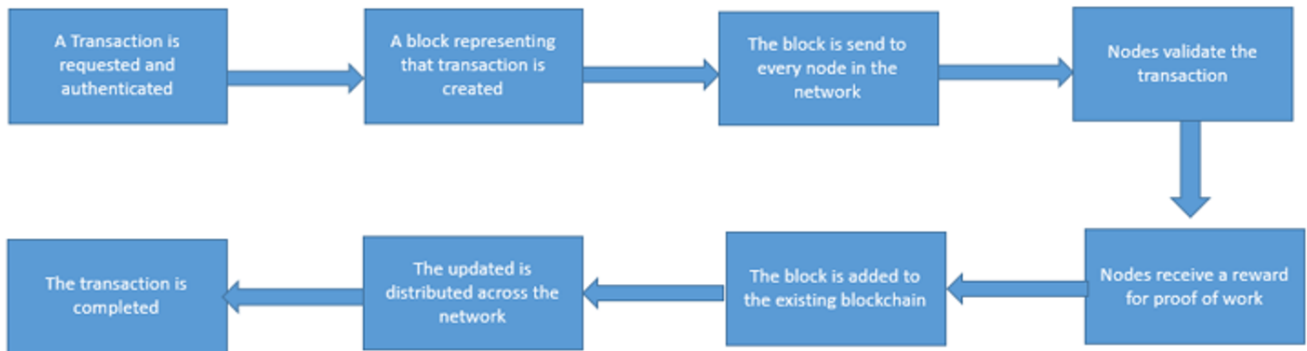 A Transaction is
requested and
authenticated
A block representing
that transaction is
created
The block is send to
every node in the
network
Nodes validate the
transaction
Nodes receive a reward
for proof of work
The block is added to
the existing blockchain
The updated is
distributed across the
network
The transaction is
completed